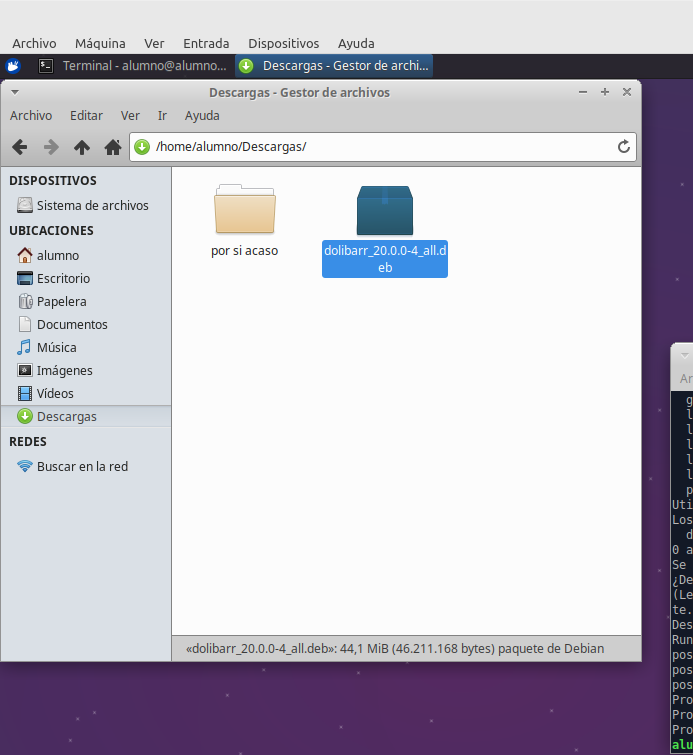 Archivo Máquina Ver Entrada Dispositivos Ayuda
Terminal - alumno@alumno... Descargas - Gestor de archi...
Descargas - Gestor de archivos
Archivo Editar Ver Ir Ayuda
/home/alumno/Descargas/
DISPOSITIVOS
Sistema de archivos
UBICACIONES
alumno
Escritorio
Papelera
Documentos
Música
Imágenes
Vídeos
Descargas
REDES
Buscar en la red
por si acaso
dolibarr_20.0.0-4_all.d
eb
«dolibarr_20.0.0-4_all.deb»: 44,1 MiB (46.211.168 bytes) paquete de Debian
Ar
g
l
l
l
l
l
p
Uti
Los
d
0 a
Se
¿De
(Le
te.
Des
Run
pos
pos
pos
Pro
Pro
Pro
alu